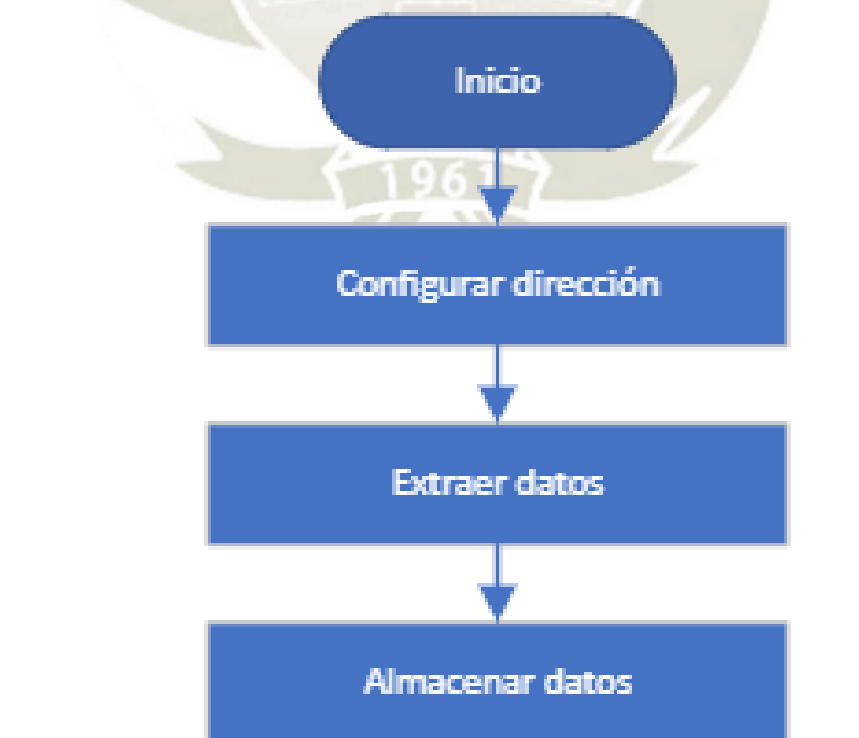 Inicio
1961
Configurar dirección
Extraer datos
Almacenar datos